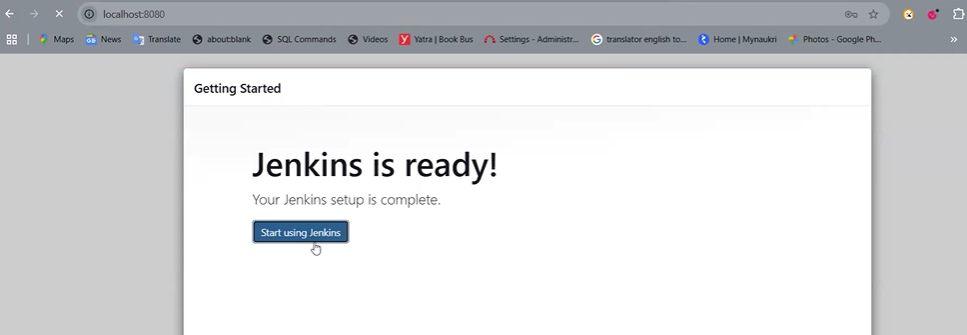 localhost:8080
Maps News Translate about:blank SQL Commands Videos Yatra | Book Bus Settings - Administr... translator english to... Home | Mynaukri Photos - Google Ph... »
Getting Started
Jenkins is ready!
Your Jenkins setup is complete.
Start using Jenkins